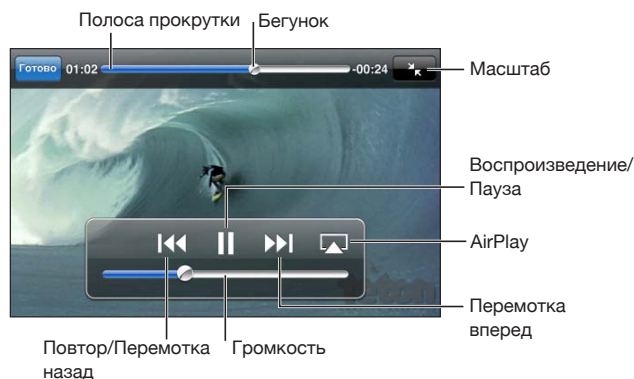 Полоса прокрутки
Бегунок
Готово
01:02
-00:24
Масштаб
Воспроизведение/
Пауза
AirPlay
Перемотка
вперед
Повтор/Перемотка
назад
Громкость